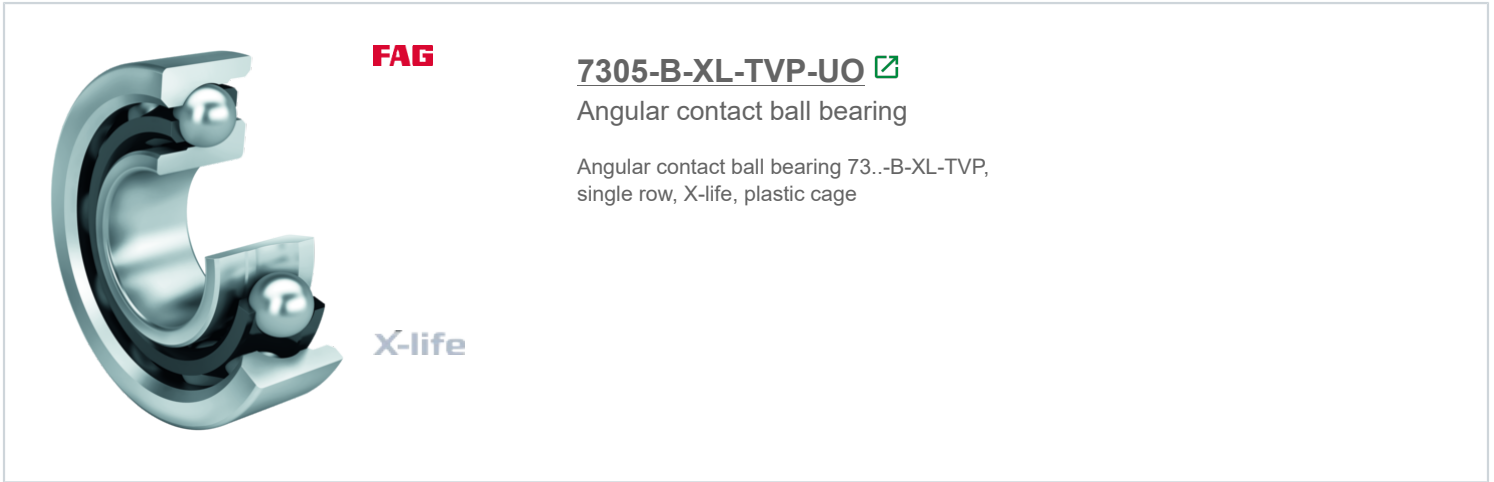 FAG
7305-B-XL-TVP-UO
Angular contact ball bearing
Angular contact ball bearing 73..-B-XL-TVP,
single row, X-life, plastic cage
X-life